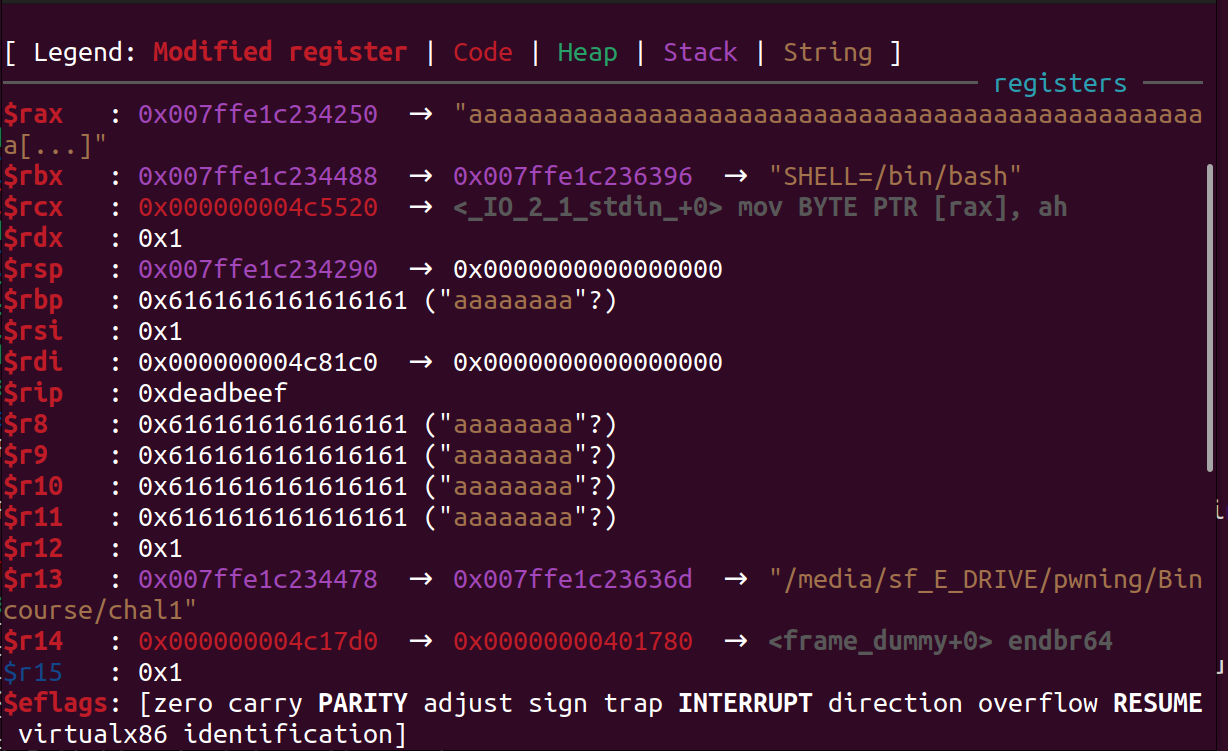 [ Legend: Modified register | Code | Heap | Stack | String ]
registers
$rax   : 0x007ffe1c234250  →  "aaaaaaaaaaaaaaaaaaaaaaaaaaaaaaaaaaaaaaaaaaaaaaaaa
a[...]"
$rbx   : 0x007ffe1c234488  →  0x007ffe1c236396  →  "SHELL=/bin/bash"
$rcx   : 0x000000004c5520  →  <_IO_2_1_stdin_+0> mov BYTE PTR [rax], ah
$rdx   : 0x1
$rsp   : 0x007ffe1c234290  →  0x0000000000000000
$rbp   : 0x6161616161616161 ("aaaaaaaa"?)
$rsi   : 0x1
$rdi   : 0x000000004c81c0  →  0x0000000000000000
$rip   : 0xdeadbeef
$r8    : 0x6161616161616161 ("aaaaaaaa"?)
$r9    : 0x6161616161616161 ("aaaaaaaa"?)
$r10   : 0x6161616161616161 ("aaaaaaaa"?)
$r11   : 0x6161616161616161 ("aaaaaaaa"?)
$r12   : 0x1
$r13   : 0x007ffe1c234478  →  0x007ffe1c23636d  →  "/media/sf_E_DRIVE/pwning/Bin
course/chal1"
$r14   : 0x000000004c17d0  →  0x00000000401780  →  <frame_dummy+0> endbr64
$r15   : 0x1
$eflags: [zero carry PARITY adjust sign trap INTERRUPT direction overflow RESUME
virtualx86 identification]